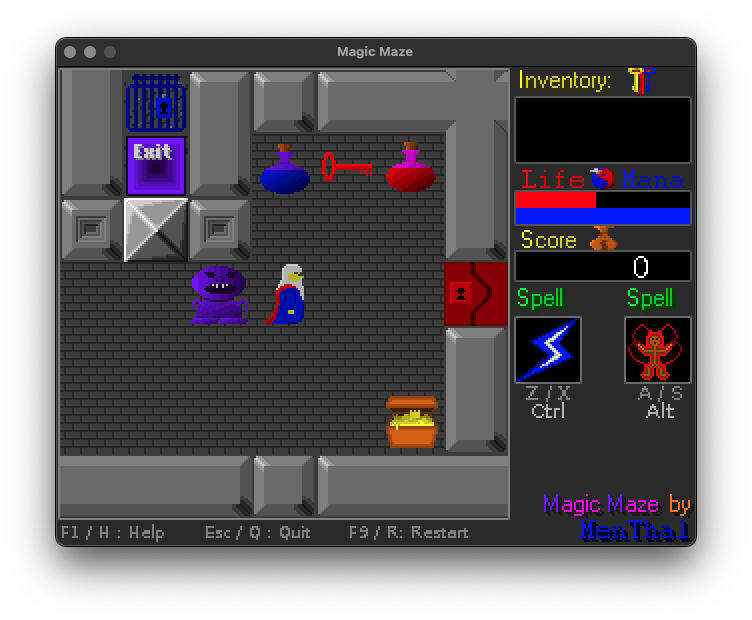 Magic Maze
Exit
Inventory:
Life Mana
Score
0
Spell Spell
Z / X A / S
Ctrl Alt
Magic Maze by
MenThal
F1 / H : Help Esc / Q : Quit F9 / R: Restart